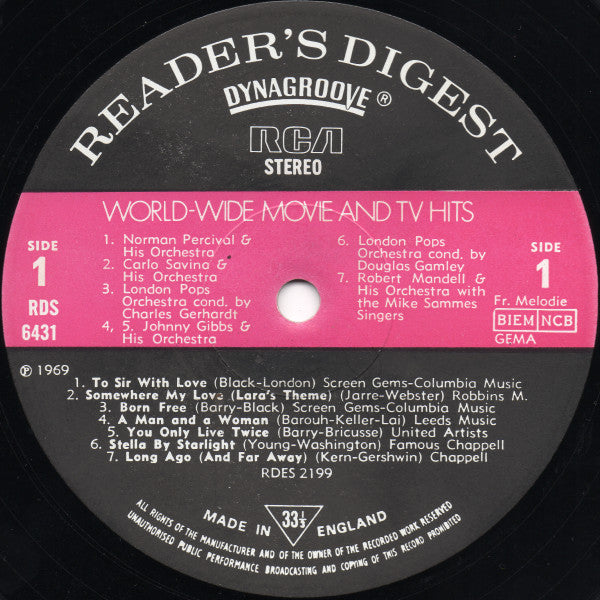 READER'S DIGEST
DYNAGROOVE ®
RCA
STEREO
WORLD-WIDE MOVIE AND TV HITS
SIDE
1
RDS
6431
1. Norman Percival &
His Orchestra
2. Carlo Savina &
His Orchestra
3. London Pops
Orchestra cond. by
Charles Gerhardt
4, 5. Johnny Gibbs &
His Orchestra
6. London Pops
Orchestra cond. by
Douglas Gamley
7. Robert Mandell &
His Orchestra with
the Mike Sammes
Singers
SIDE
1
Fr. Melodie
BIEM NCB
GEMA
℗ 1969
1. To Sir With Love (Black-London) Screen Gems-Columbia Music
2. Somewhere My Love (Lara's Theme) (Jarre-Webster) Robbins M.
3. Born Free (Barry-Black) Screen Gems-Columbia Music
4. A Man and a Woman (Barouh-Keller-Lai) Leeds Music
5. You Only Live Twice (Barry-Bricusse) United Artists
6. Stella By Starlight (Young-Washington) Famous Chappell
7. Long Ago (And Far Away) (Kern-Gershwin) Chappell
RDES 2199
MADE IN 33⅓ ENGLAND
ALL RIGHTS OF THE MANUFACTURER AND OF THE OWNER OF THE RECORDED WORK RESERVED
UNAUTHORISED PUBLIC PERFORMANCE BROADCASTING AND COPYING OF THIS RECORD PROHIBITED